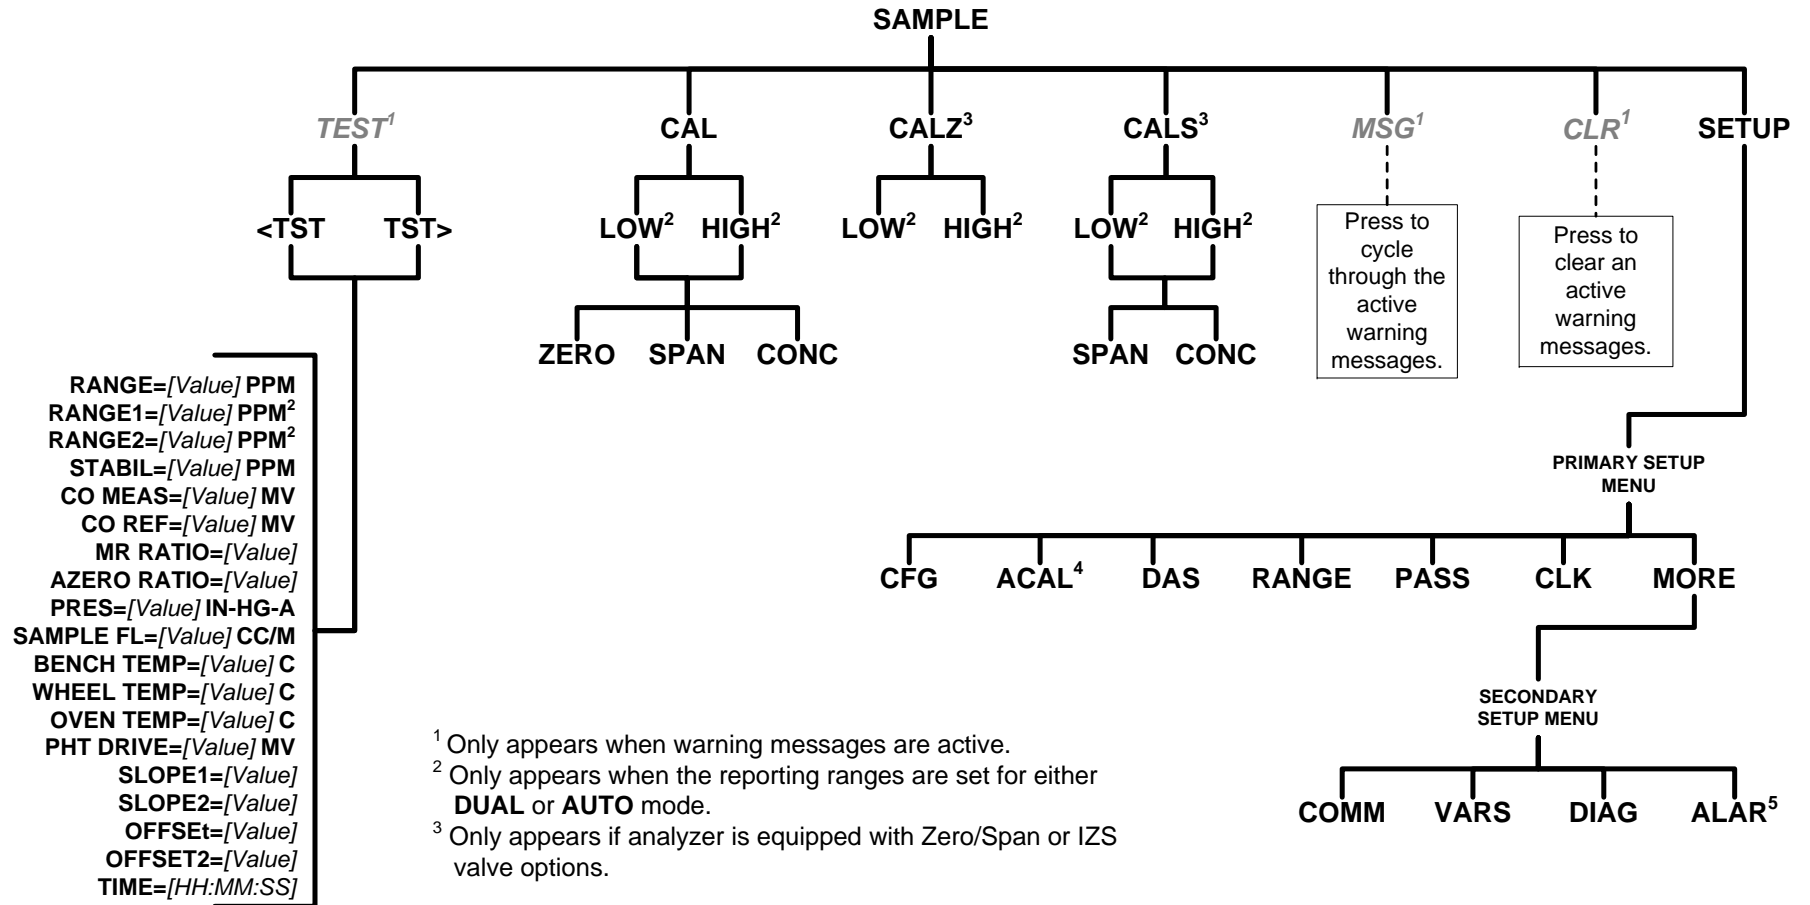 SAMPLE
TEST¹ CAL CALZ³ CALS³ MSG¹ CLR¹ SETUP
<TST TST> LOW² HIGH² LOW² HIGH² LOW² HIGH²
ZERO SPAN CONC SPAN CONC
Press to
cycle
through the
active
warning
messages.
Press to
clear an
active
warning
messages.
RANGE=[Value] PPM
RANGE1=[Value] PPM²
RANGE2=[Value] PPM²
STABIL=[Value] PPM
CO MEAS=[Value] MV
CO REF=[Value] MV
MR RATIO=[Value]
AZERO RATIO=[Value]
PRES=[Value] IN-HG-A
SAMPLE FL=[Value] CC/M
BENCH TEMP=[Value] C
WHEEL TEMP=[Value] C
OVEN TEMP=[Value] C
PHT DRIVE=[Value] MV
SLOPE1=[Value]
SLOPE2=[Value]
OFFSEt=[Value]
OFFSET2=[Value]
TIME=[HH:MM:SS]
PRIMARY SETUP
MENU
CFG ACAL⁴ DAS RANGE PASS CLK MORE
SECONDARY
SETUP MENU
COMM VARS DIAG ALAR⁵
¹ Only appears when warning messages are active.
² Only appears when the reporting ranges are set for either
DUAL or AUTO mode.
³ Only appears if analyzer is equipped with Zero/Span or IZS
valve options.